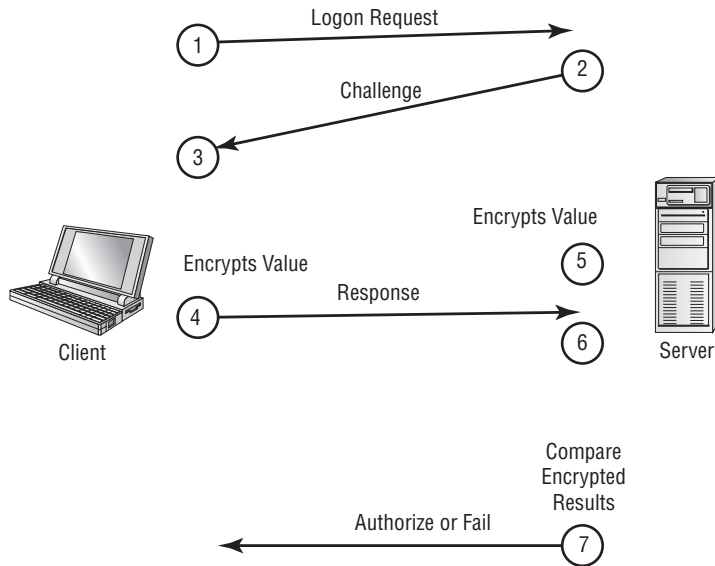 Logon Request
1
2
Challenge
3
Encrypts Value
5
Encrypts Value
Response
4
6
Client
Server
Compare
Encrypted
Results
Authorize or Fail
7